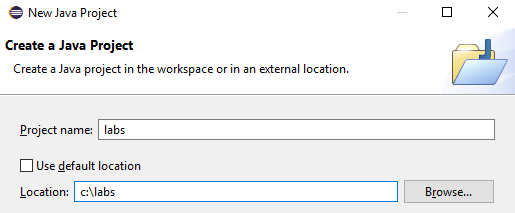 New Java Project
Create a Java Project
Create a Java project in the workspace or in an external location.
Project name: labs
Use default location
Location: c:\labs Browse...